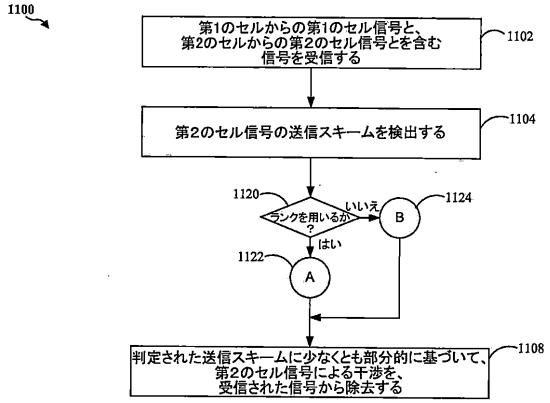 1100
第1のセルからの第1のセル信号と、
第2のセルからの第2のセル信号とを含む
信号を受信する
1102
第2のセル信号の送信スキームを検出する
1104
1120
ランクを用いるか
?
いいえ
B
1124
はい
1122
A
判定された送信スキームに少なくとも部分的に基づいて、
第2のセル信号による干渉を、
受信された信号から除去する
1108